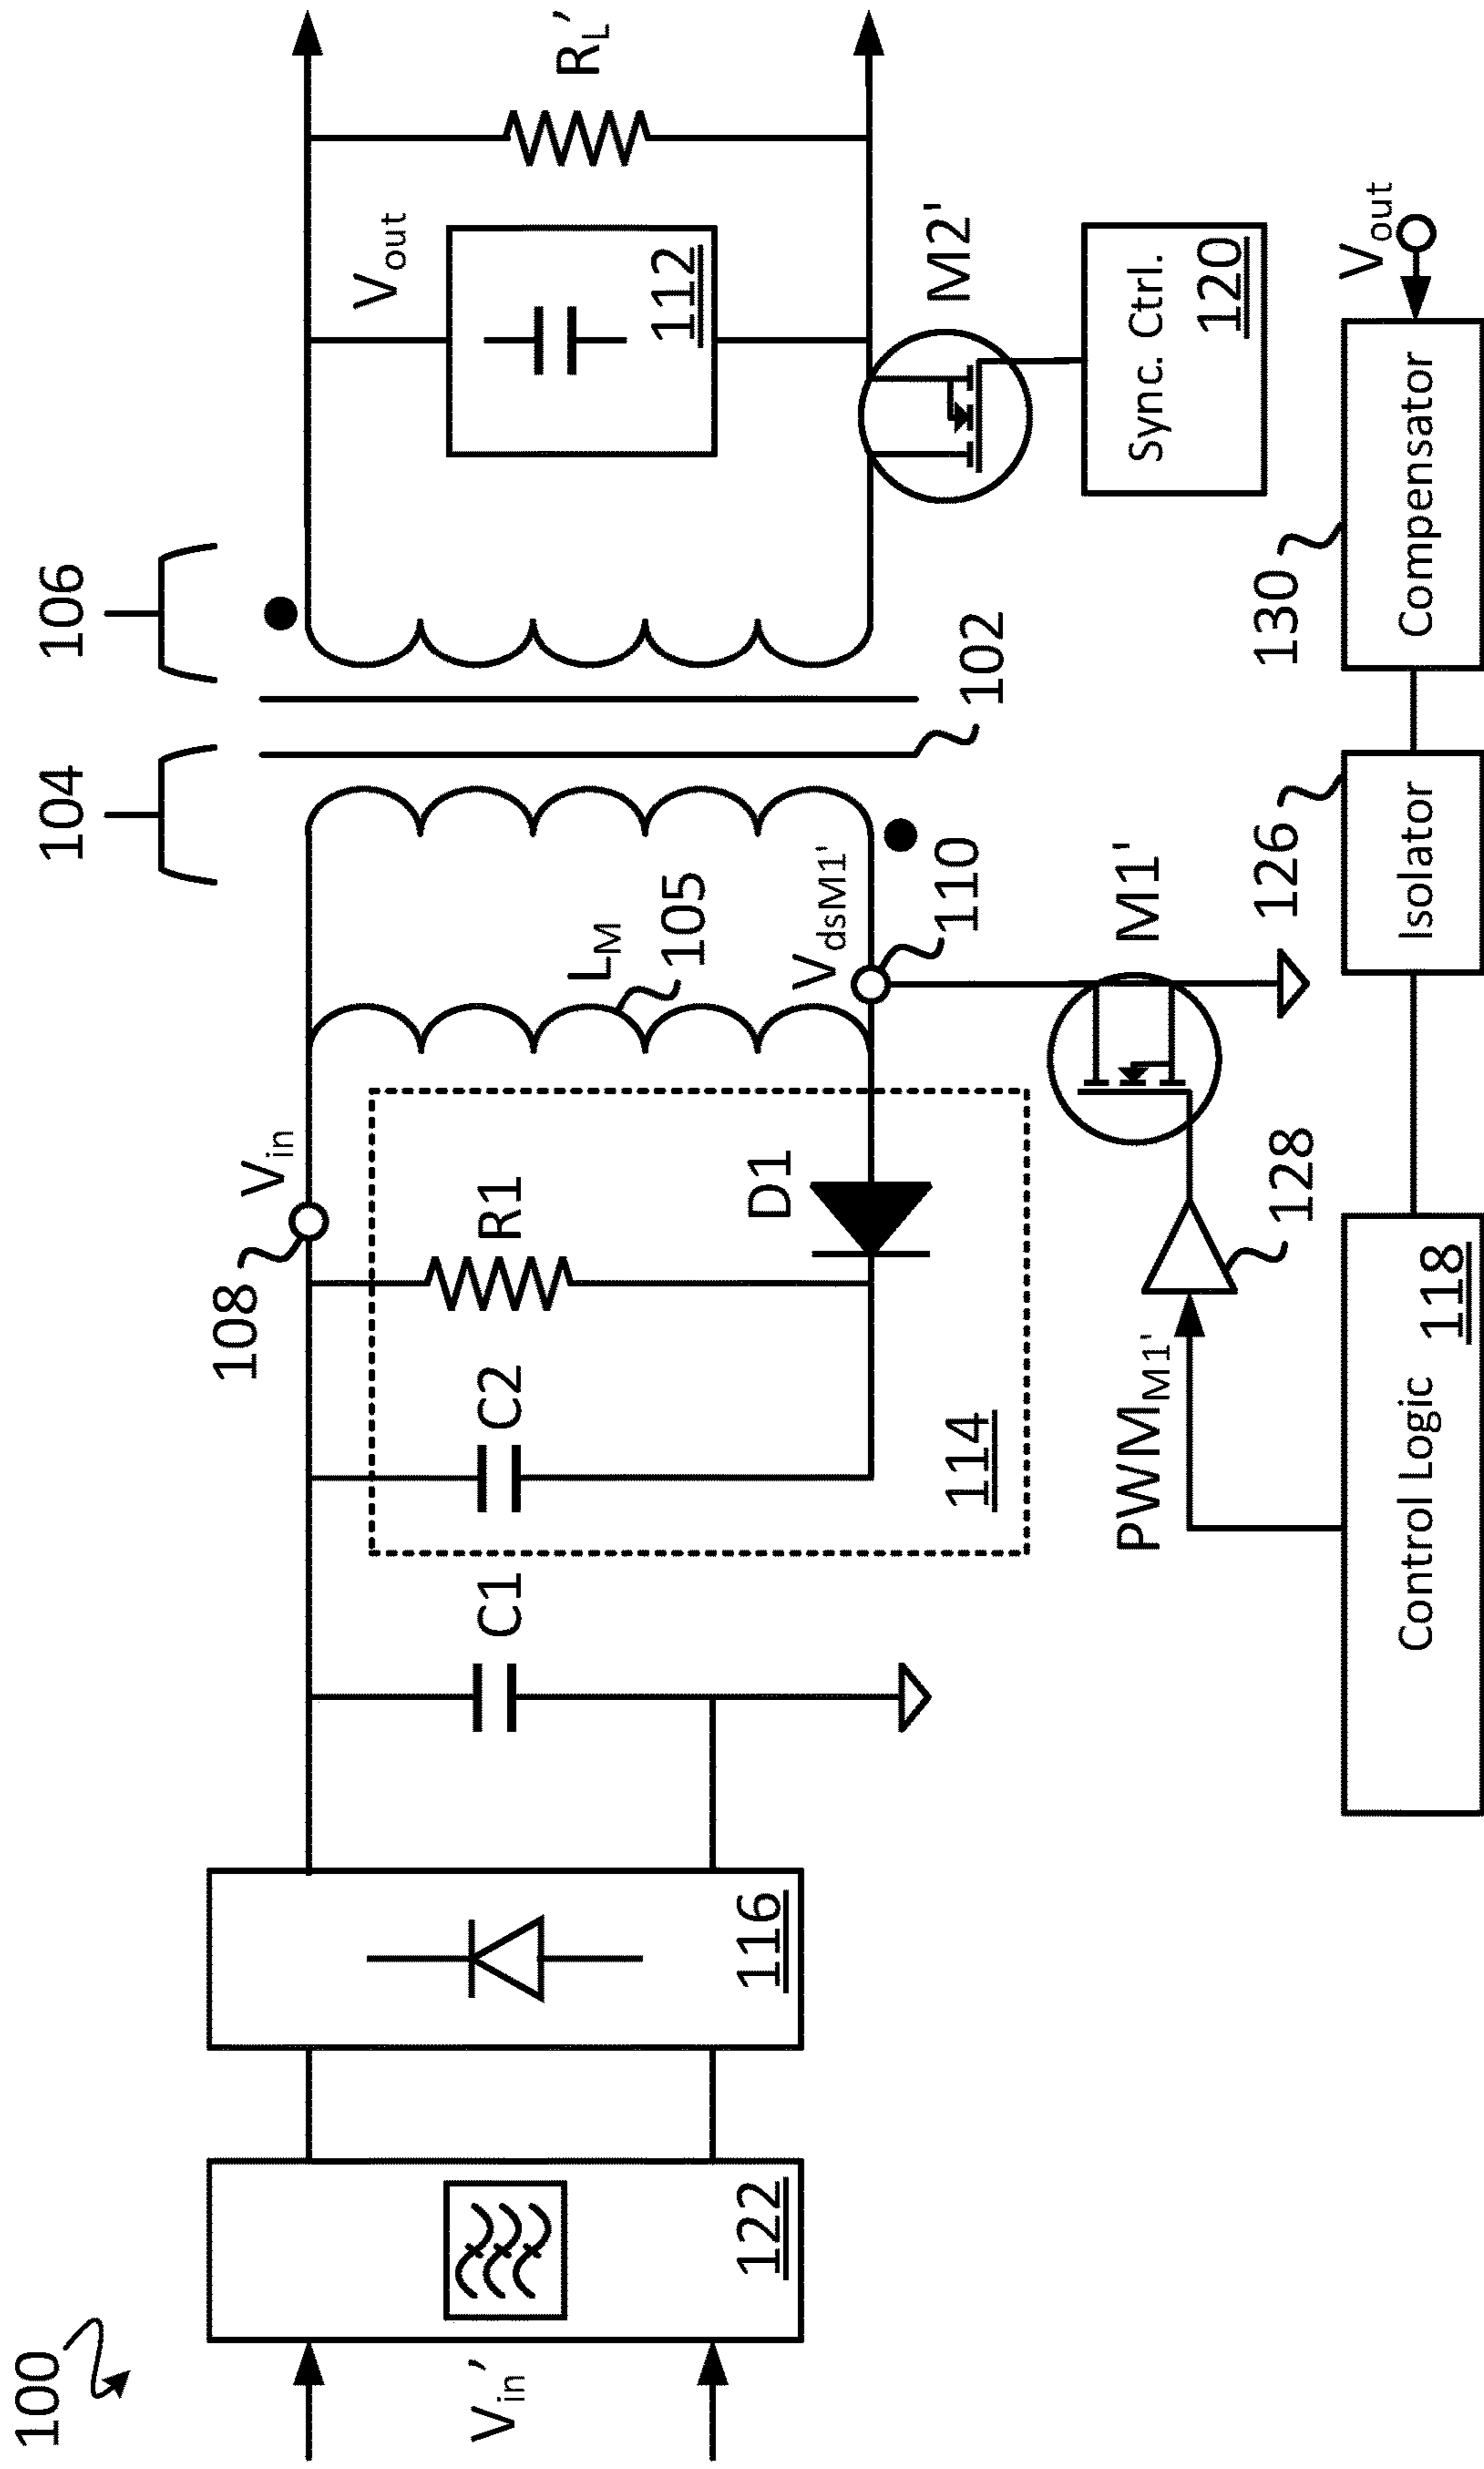 100
104
106
V_in'
122
116
108
V_in
C1
C2
R1
D1
114
L_M
105
V_dsM1'
110
102
V_out
112
R_L'
M2'
Sync. Ctrl.
120
M1'
128
PWM_M1'
Control Logic
118
126
Isolator
130
Compensator
V_out